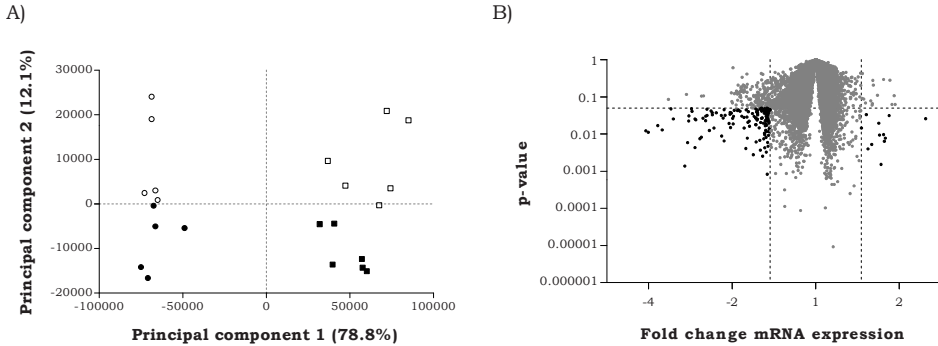 A)
B)
Principal component 2 (12.1%)
30000
20000
10000
0
-10000
-20000
-100000 -50000 0 50000 100000
Principal component 1 (78.8%)
p-value
1
0.1
0.01
0.001
0.0001
0.00001
0.000001
-4 -2 1 2
Fold change mRNA expression